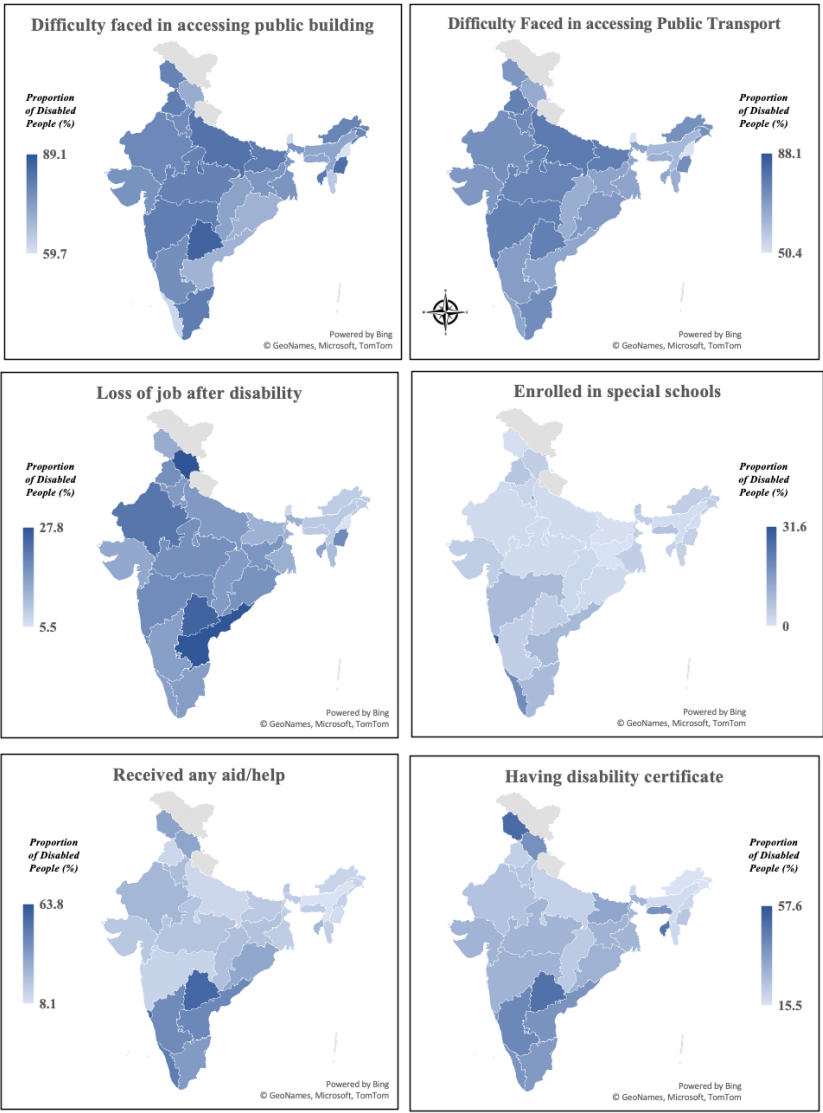 Difficulty faced in accessing public building
Proportion
of Disabled
People (%)
89.1
59.7
Powered by Bing
© GeoNames, Microsoft, TomTom
Difficulty Faced in accessing Public Transport
Proportion
of Disabled
People (%)
88.1
50.4
Powered by Bing
© GeoNames, Microsoft, TomTom
Loss of job after disability
Proportion
of Disabled
People (%)
27.8
5.5
Powered by Bing
© GeoNames, Microsoft, TomTom
Enrolled in special schools
Proportion
of Disabled
People (%)
31.6
0
Powered by Bing
© GeoNames, Microsoft, TomTom
Received any aid/help
Proportion
of Disabled
People (%)
63.8
8.1
Powered by Bing
© GeoNames, Microsoft, TomTom
Having disability certificate
Proportion
of Disabled
People (%)
57.6
15.5
Powered by Bing
© GeoNames, Microsoft, TomTom